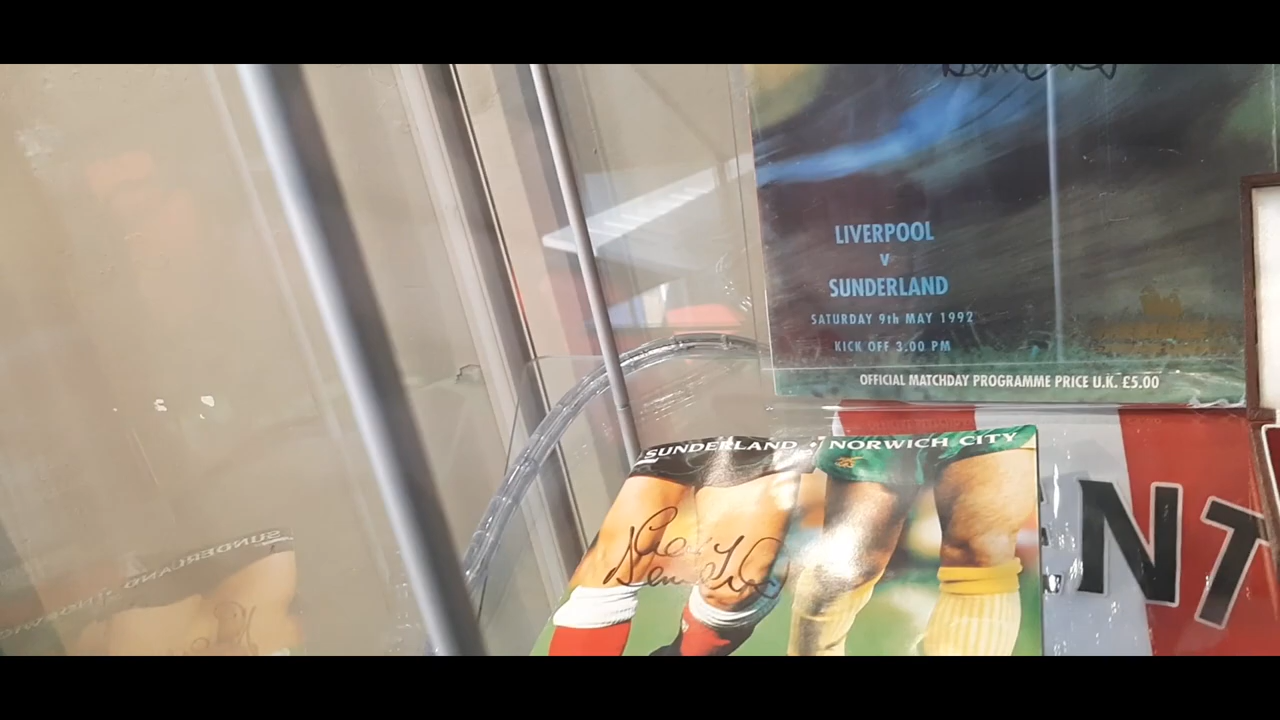 LIVERPOOL
V
SUNDERLAND
SATURDAY 9th MAY 1992
KICK OFF 3.00 PM
OFFICIAL MATCHDAY PROGRAMME PRICE U.K. £5.00
SUNDERLAND • NORWICH CITY
NT